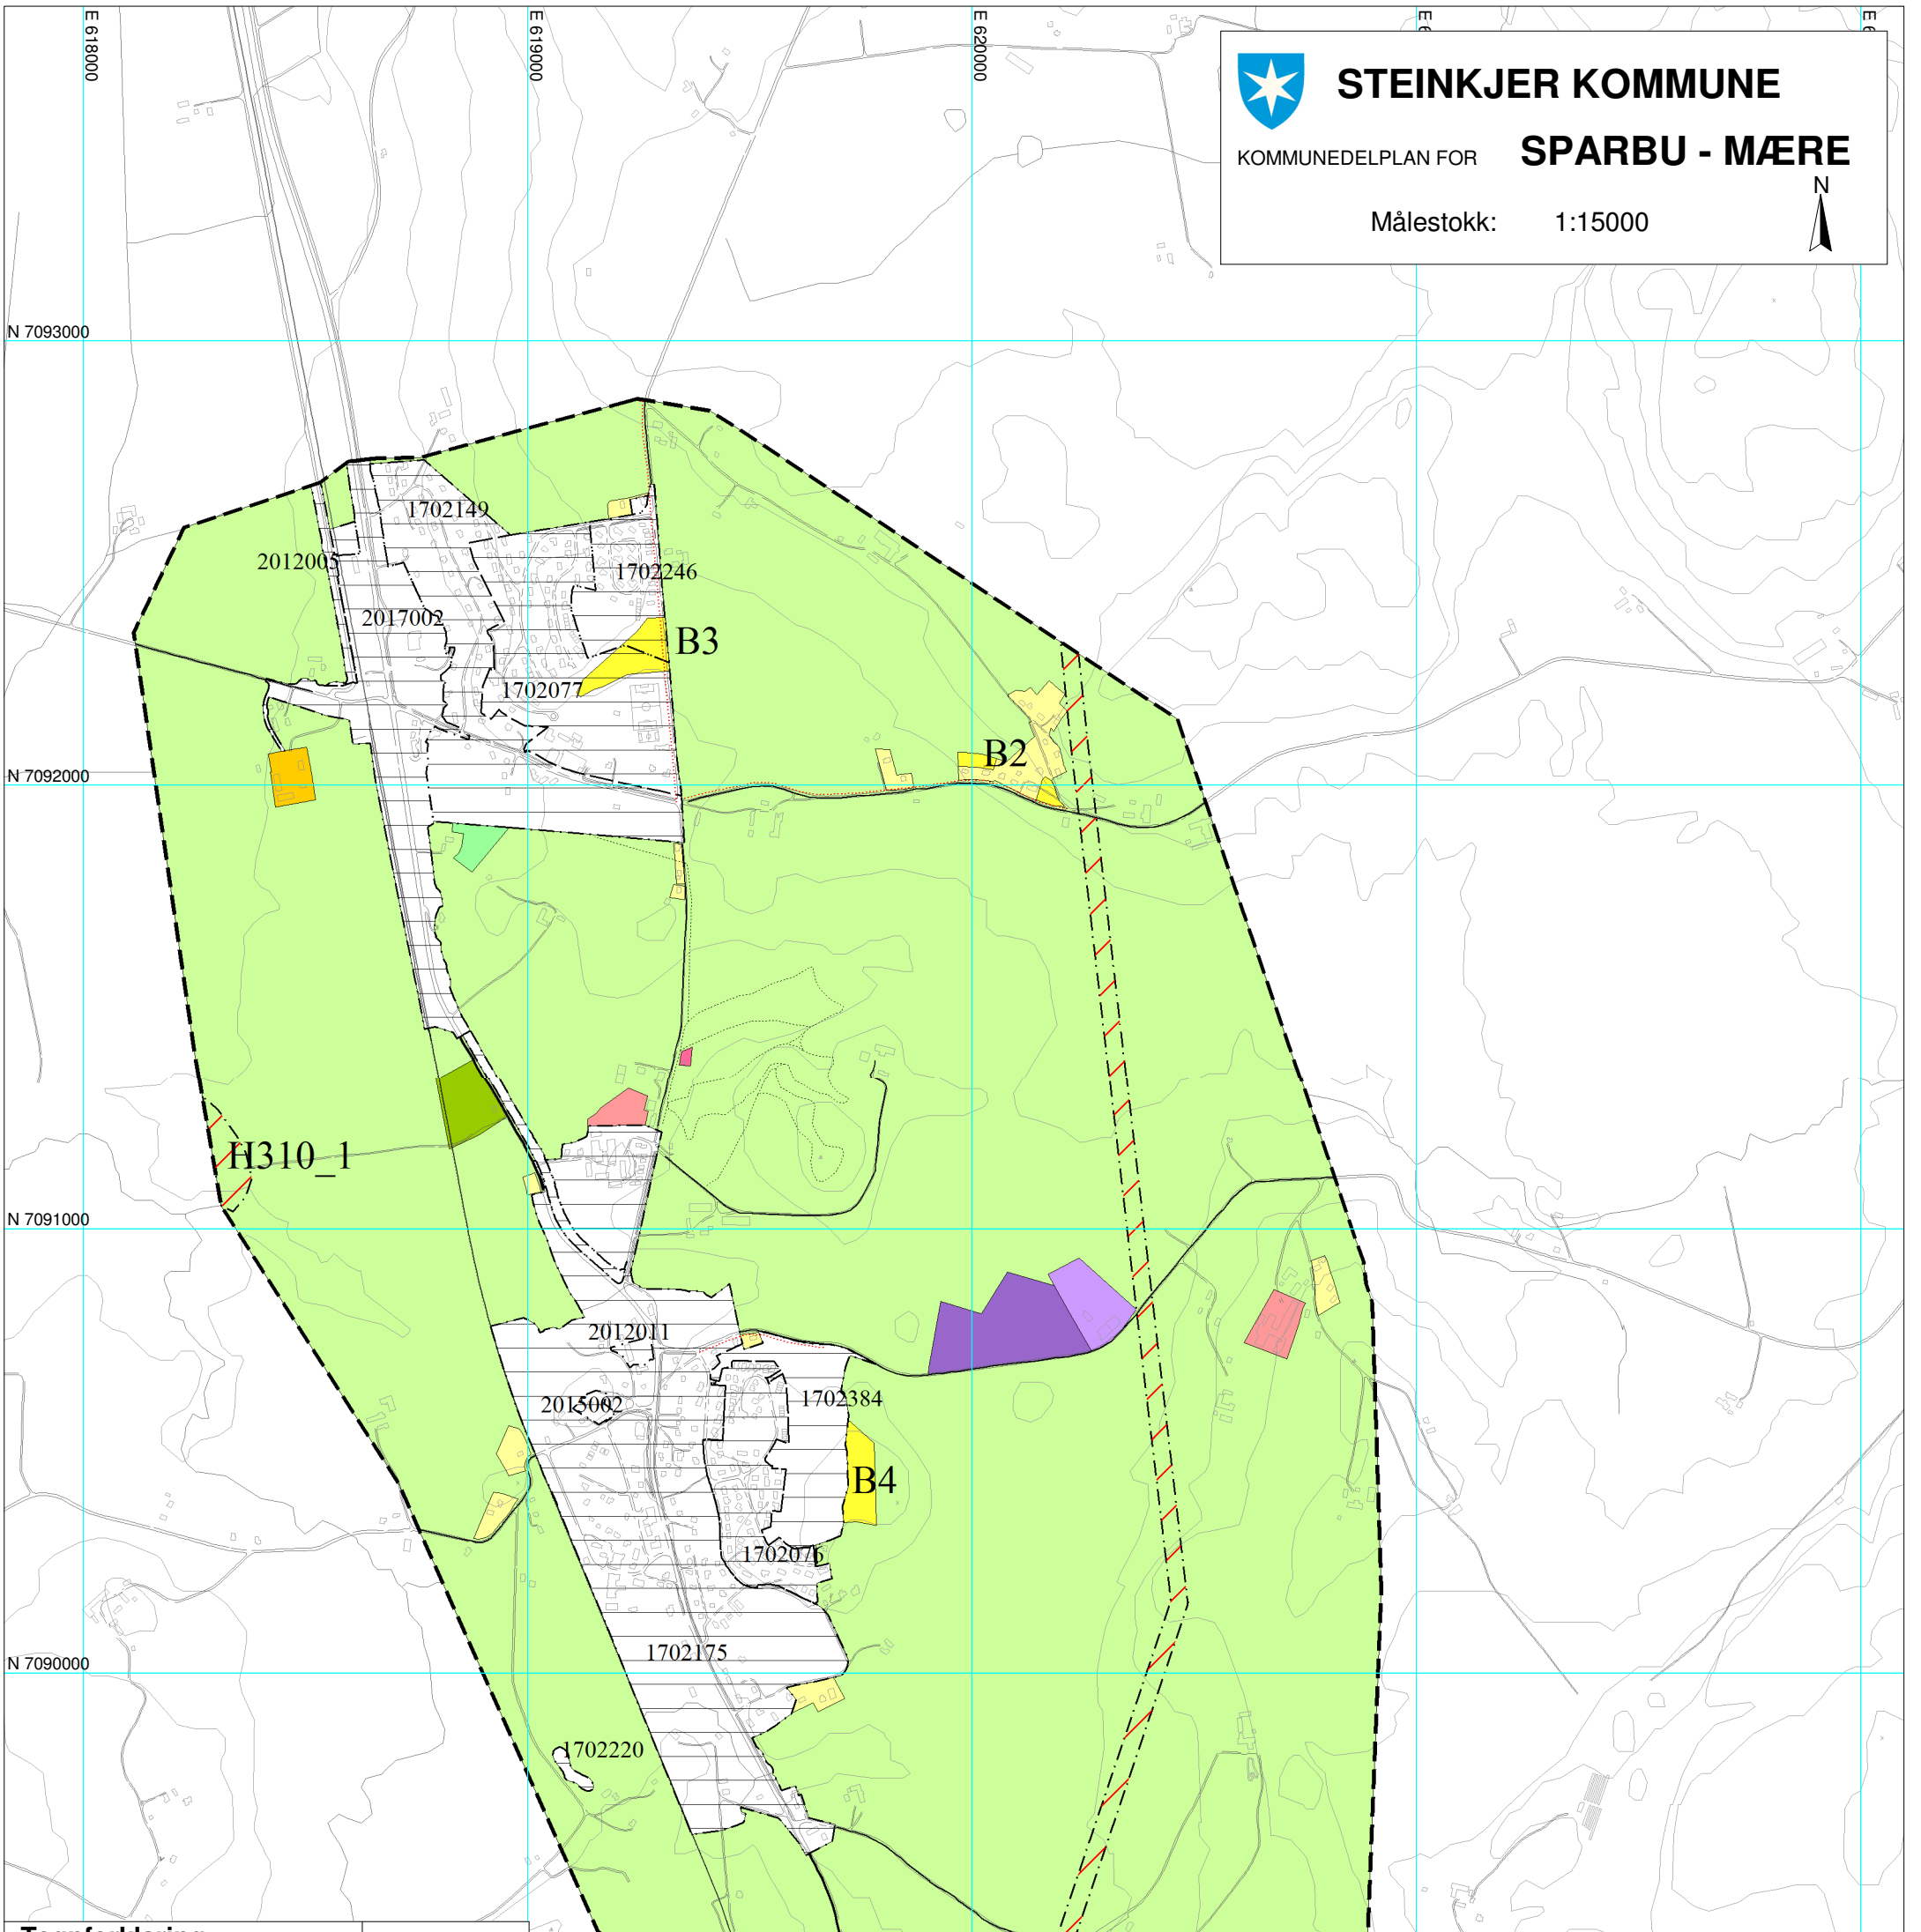 E 618000
E 619000
E 620000
STEINKJER KOMMUNE
KOMMUNEDELPLAN FOR SPARBU - MÆRE
N
Målestokk: 1:15000
N 7093000
1702149
2012005
1702246
2017002
B3
1702077
B2
N 7092000
H310_1
N 7091000
2012011
1702384
2015002
B4
1702076
1702175
N 7090000
1702220